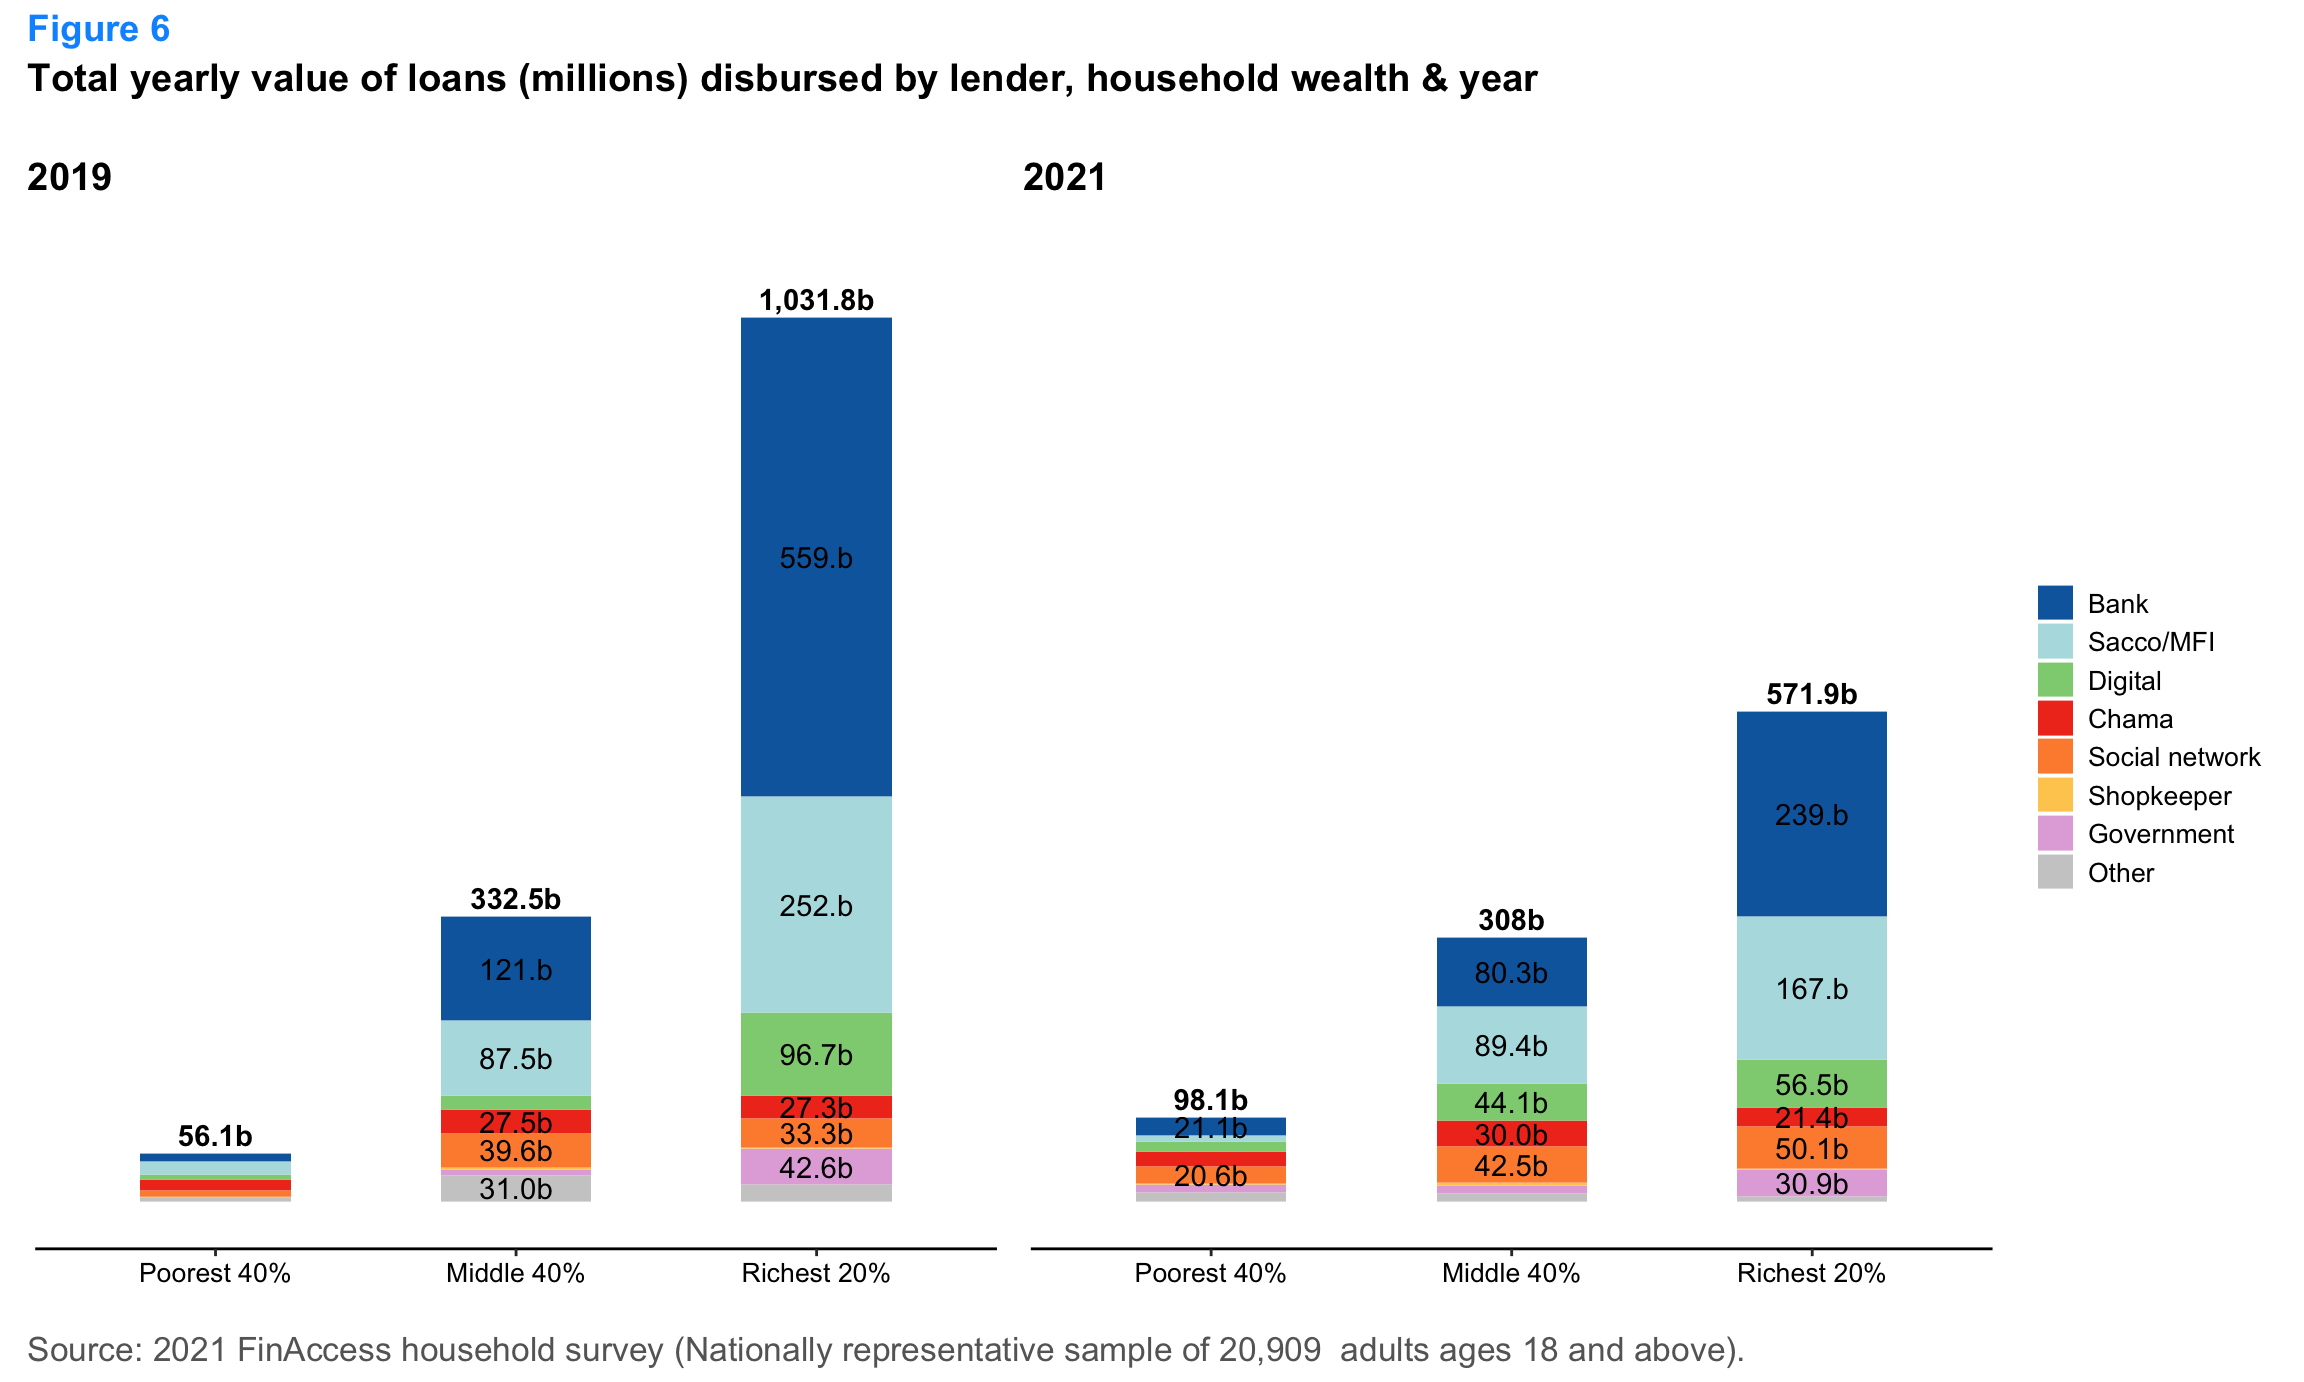 Figure 6
Total yearly value of loans (millions) disbursed by lender, household wealth & year
2019
56.1b
332.5b
121.b
87.5b
27.5b
39.6b
31.0b
1,031.8b
559.b
252.b
96.7b
27.3b
33.3b
42.6b
Poorest 40%
Middle 40%
Richest 20%
2021
98.1b
21.1b
20.6b
308b
80.3b
89.4b
44.1b
30.0b
42.5b
571.9b
239.b
167.b
56.5b
21.4b
50.1b
30.9b
Poorest 40%
Middle 40%
Richest 20%
Bank
Sacco/MFI
Digital
Chama
Social network
Shopkeeper
Government
Other
Source: 2021 FinAccess household survey (Nationally representative sample of 20,909  adults ages 18 and above).